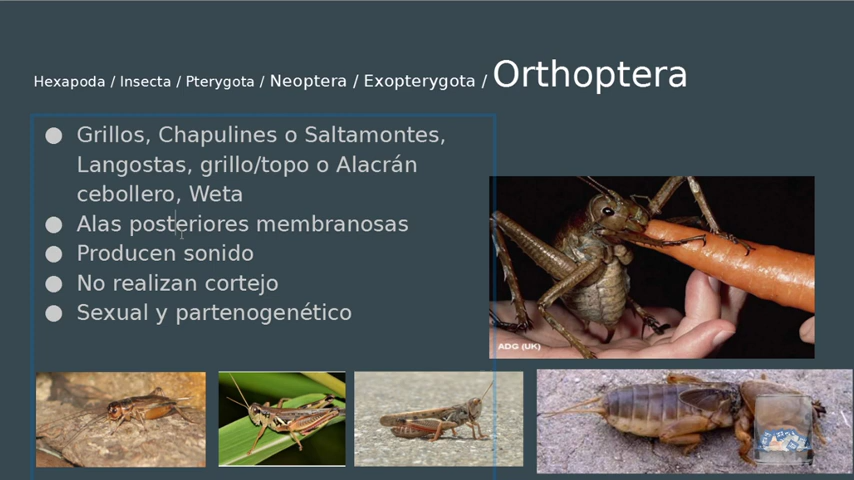 Hexapoda / Insecta / Pterygota / Neoptera / Exopterygota / Orthoptera
● Grillos, Chapulines o Saltamontes,
Langostas, grillo/topo o Alacrán
cebollero, Weta
● Alas posteriores membranosas
● Producen sonido
● No realizan cortejo
● Sexual y partenogenético
ADG (UK)